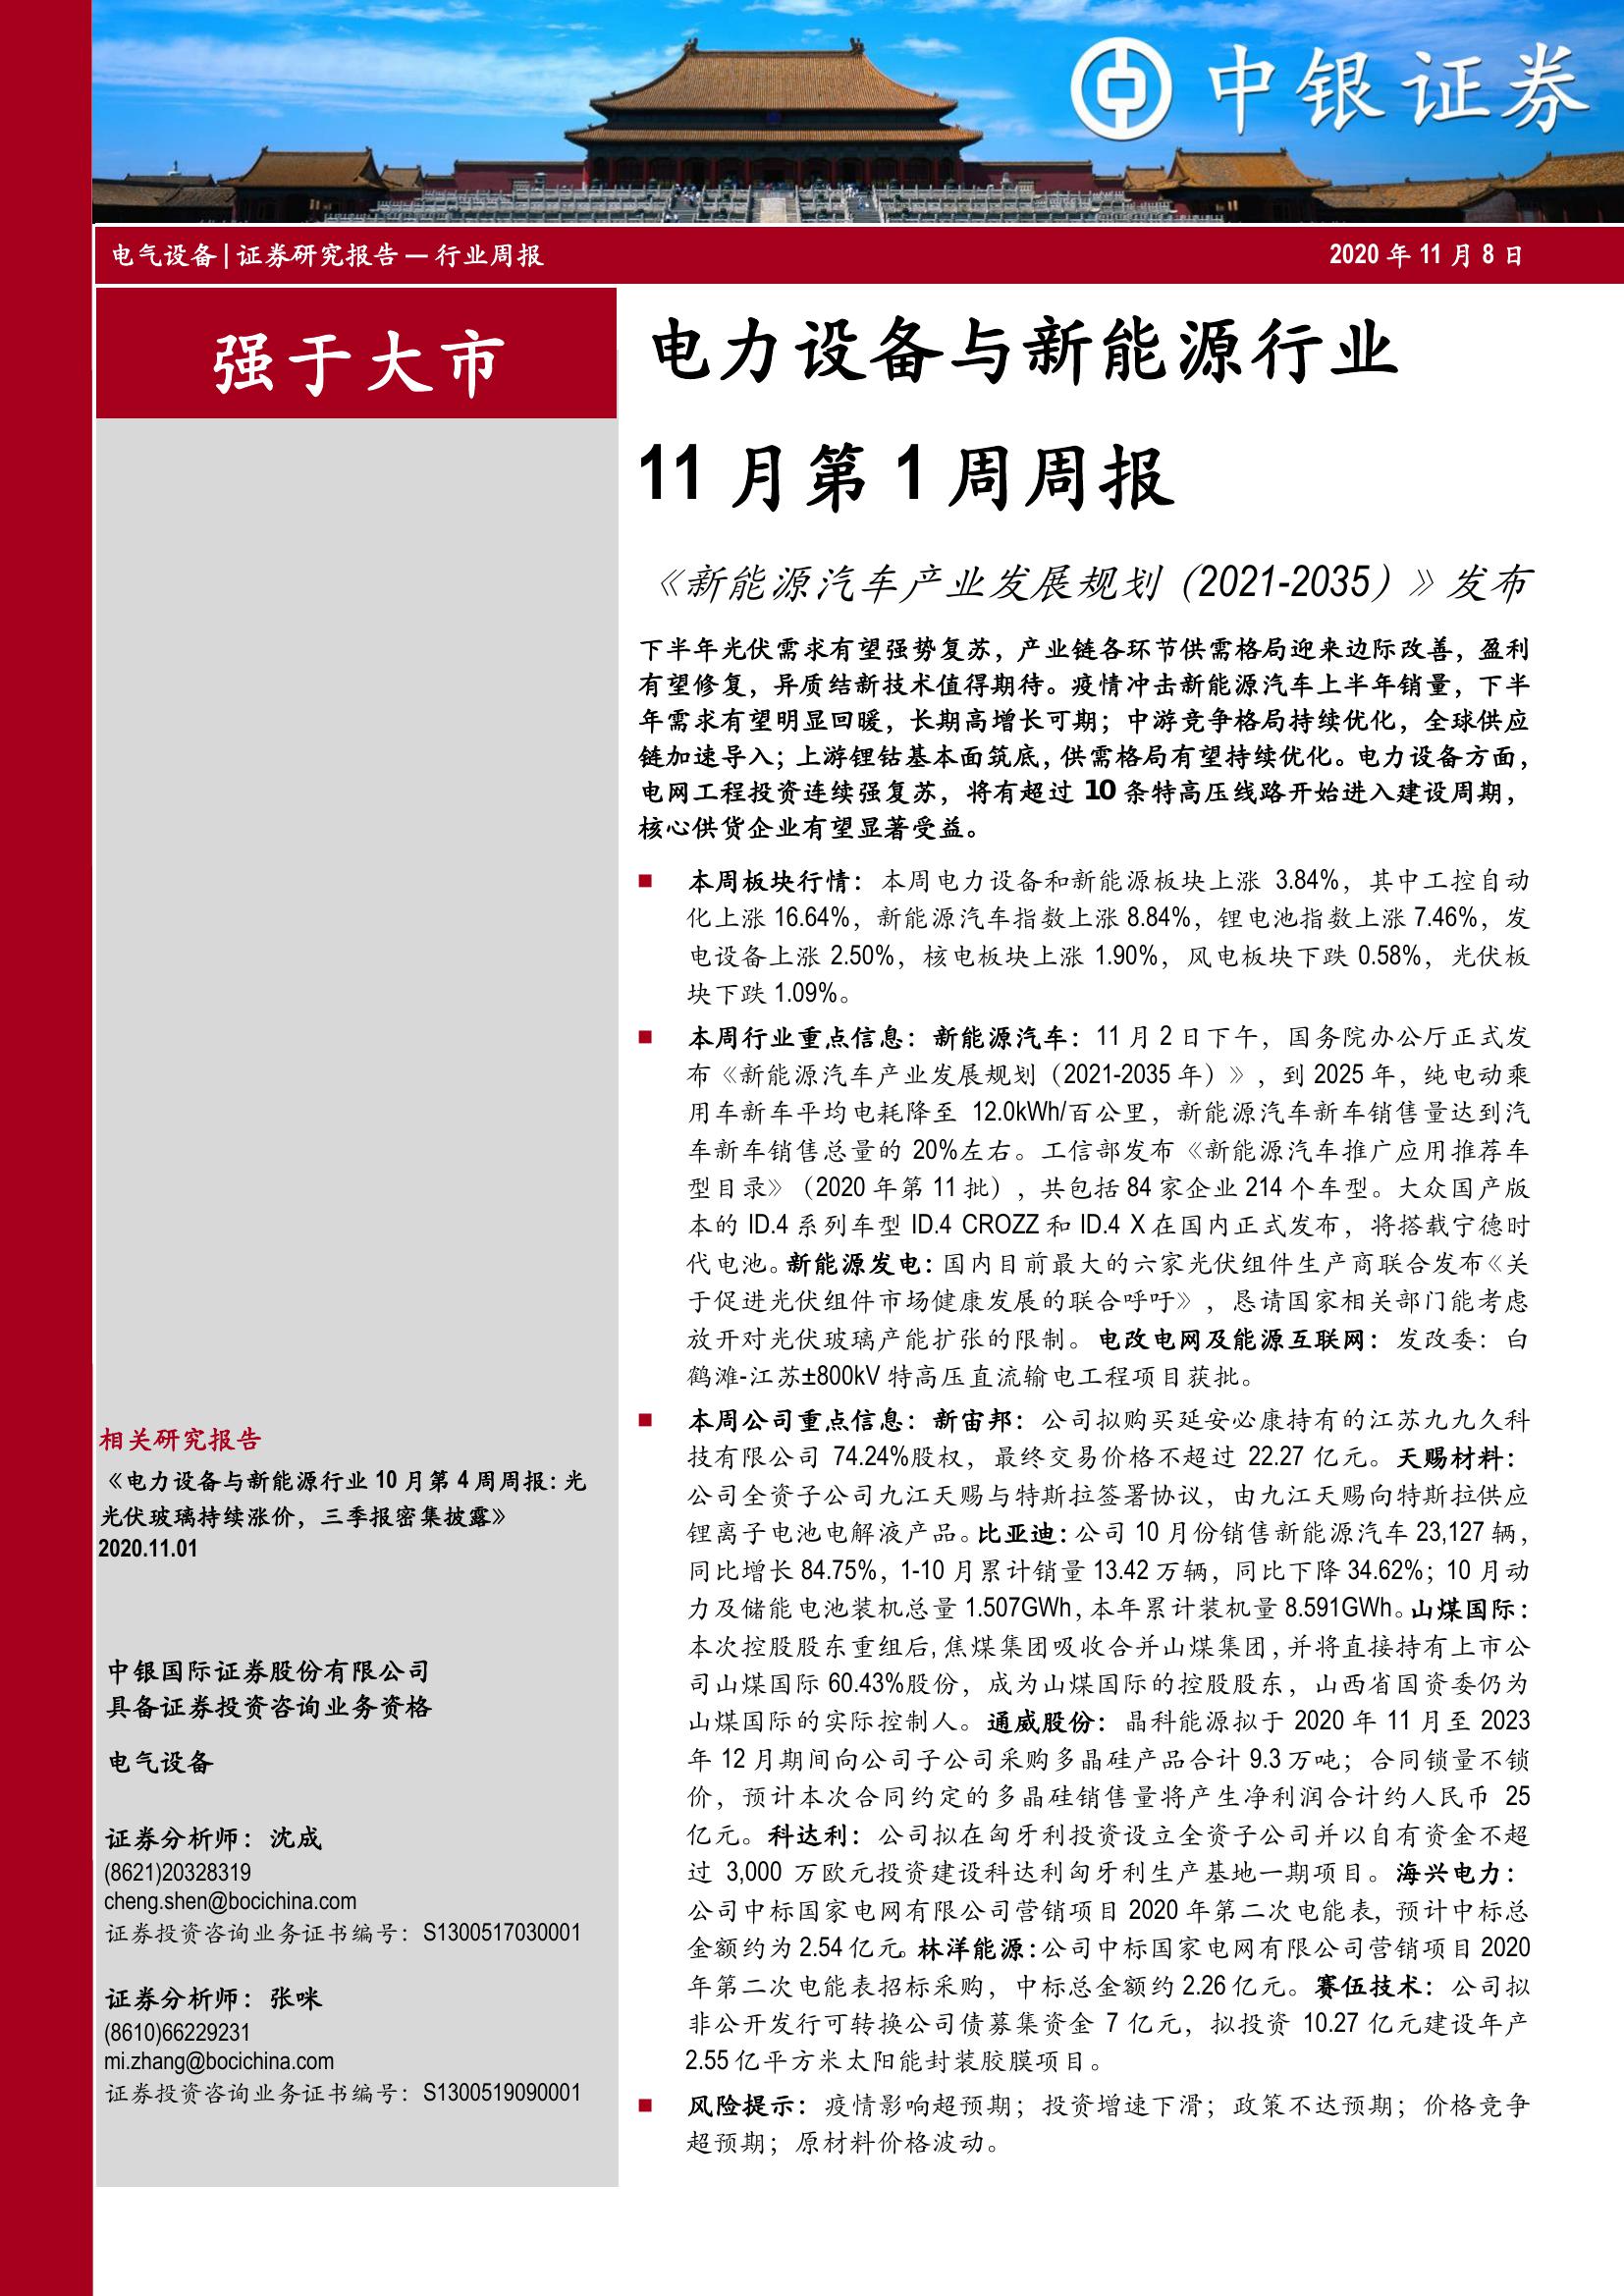 中银证券
电气设备 | 证券研究报告 — 行业周报
2020 年 11 月 8 日
强于大市
电力设备与新能源行业
11 月第 1 周周报
《新能源汽车产业发展规划（2021-2035）》发布
下半年光伏需求有望强势复苏，产业链各环节供需格局迎来边际改善，盈利
有望修复，异质结新技术值得期待。疫情冲击新能源汽车上半年销量，下半
年需求有望明显回暖，长期高增长可期；中游竞争格局持续优化，全球供应
链加速导入；上游锂钴基本面筑底，供需格局有望持续优化。电力设备方面，
电网工程投资连续强复苏，将有超过 10 条特高压线路开始进入建设周期，
核心供货企业有望显著受益。
■ 本周板块行情：本周电力设备和新能源板块上涨 3.84%，其中工控自动
化上涨 16.64%，新能源汽车指数上涨 8.84%，锂电池指数上涨 7.46%，发
电设备上涨 2.50%，核电板块上涨 1.90%，风电板块下跌 0.58%，光伏板
块下跌 1.09%。
■ 本周行业重点信息：新能源汽车：11 月 2 日下午，国务院办公厅正式发
布《新能源汽车产业发展规划（2021-2035 年）》，到 2025 年，纯电动乘
用车新车平均电耗降至 12.0kWh/百公里，新能源汽车新车销售量达到汽
车新车销售总量的 20%左右。工信部发布《新能源汽车推广应用推荐车
型目录》（2020 年第 11 批），共包括 84 家企业 214 个车型。大众国产版
本的 ID.4 系列车型 ID.4 CROZZ 和 ID.4 X 在国内正式发布，将搭载宁德时
代电池。新能源发电：国内目前最大的六家光伏组件生产商联合发布《关
于促进光伏组件市场健康发展的联合呼吁》，恳请国家相关部门能考虑
放开对光伏玻璃产能扩张的限制。电改电网及能源互联网：发改委：白
鹤滩-江苏±800kV 特高压直流输电工程项目获批。
■ 本周公司重点信息：新宙邦：公司拟购买延安必康持有的江苏九九久科
技有限公司 74.24%股权，最终交易价格不超过 22.27 亿元。天赐材料：
公司全资子公司九江天赐与特斯拉签署协议，由九江天赐向特斯拉供应
锂离子电池电解液产品。比亚迪：公司 10 月份销售新能源汽车 23,127 辆，
同比增长 84.75%，1-10 月累计销量 13.42 万辆，同比下降 34.62%；10 月动
力及储能电池装机总量 1.507GWh，本年累计装机量 8.591GWh。山煤国际：
本次控股股东重组后，焦煤集团吸收合并山煤集团，并将直接持有上市公
司山煤国际 60.43%股份，成为山煤国际的控股股东，山西省国资委仍为
山煤国际的实际控制人。通威股份：晶科能源拟于 2020 年 11 月至 2023
年 12 月期间向公司子公司采购多晶硅产品合计 9.3 万吨；合同锁量不锁
价，预计本次合同约定的多晶硅销售量将产生净利润合计约人民币 25
亿元。科达利：公司拟在匈牙利投资设立全资子公司并以自有资金不超
过 3,000 万欧元投资建设科达利匈牙利生产基地一期项目。海兴电力：
公司中标国家电网有限公司营销项目 2020 年第二次电能表，预计中标总
金额约为 2.54 亿元。林洋能源：公司中标国家电网有限公司营销项目 2020
年第二次电能表招标采购，中标总金额约 2.26 亿元。赛伍技术：公司拟
非公开发行可转换公司债募集资金 7 亿元，拟投资 10.27 亿元建设年产
2.55 亿平方米太阳能封装胶膜项目。
■ 风险提示：疫情影响超预期；投资增速下滑；政策不达预期；价格竞争
超预期；原材料价格波动。
相关研究报告
《电力设备与新能源行业 10 月第 4 周周报：光
光伏玻璃持续涨价，三季报密集披露》
2020.11.01
中银国际证券股份有限公司
具备证券投资咨询业务资格
电气设备
证券分析师：沈成
(8621)20328319
cheng.shen@bocichina.com
证券投资咨询业务证书编号：S1300517030001
证券分析师：张咪
(8610)66229231
mi.zhang@bocichina.com
证券投资咨询业务证书编号：S1300519090001